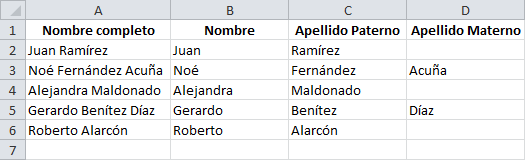 A B C D
1 Nombre completo Nombre Apellido Paterno Apellido Materno
2 Juan Ramírez Juan Ramírez
3 Noé Fernández Acuña Noé Fernández Acuña
4 Alejandra Maldonado Alejandra Maldonado
5 Gerardo Benítez Díaz Gerardo Benítez Díaz
6 Roberto Alarcón Roberto Alarcón
7